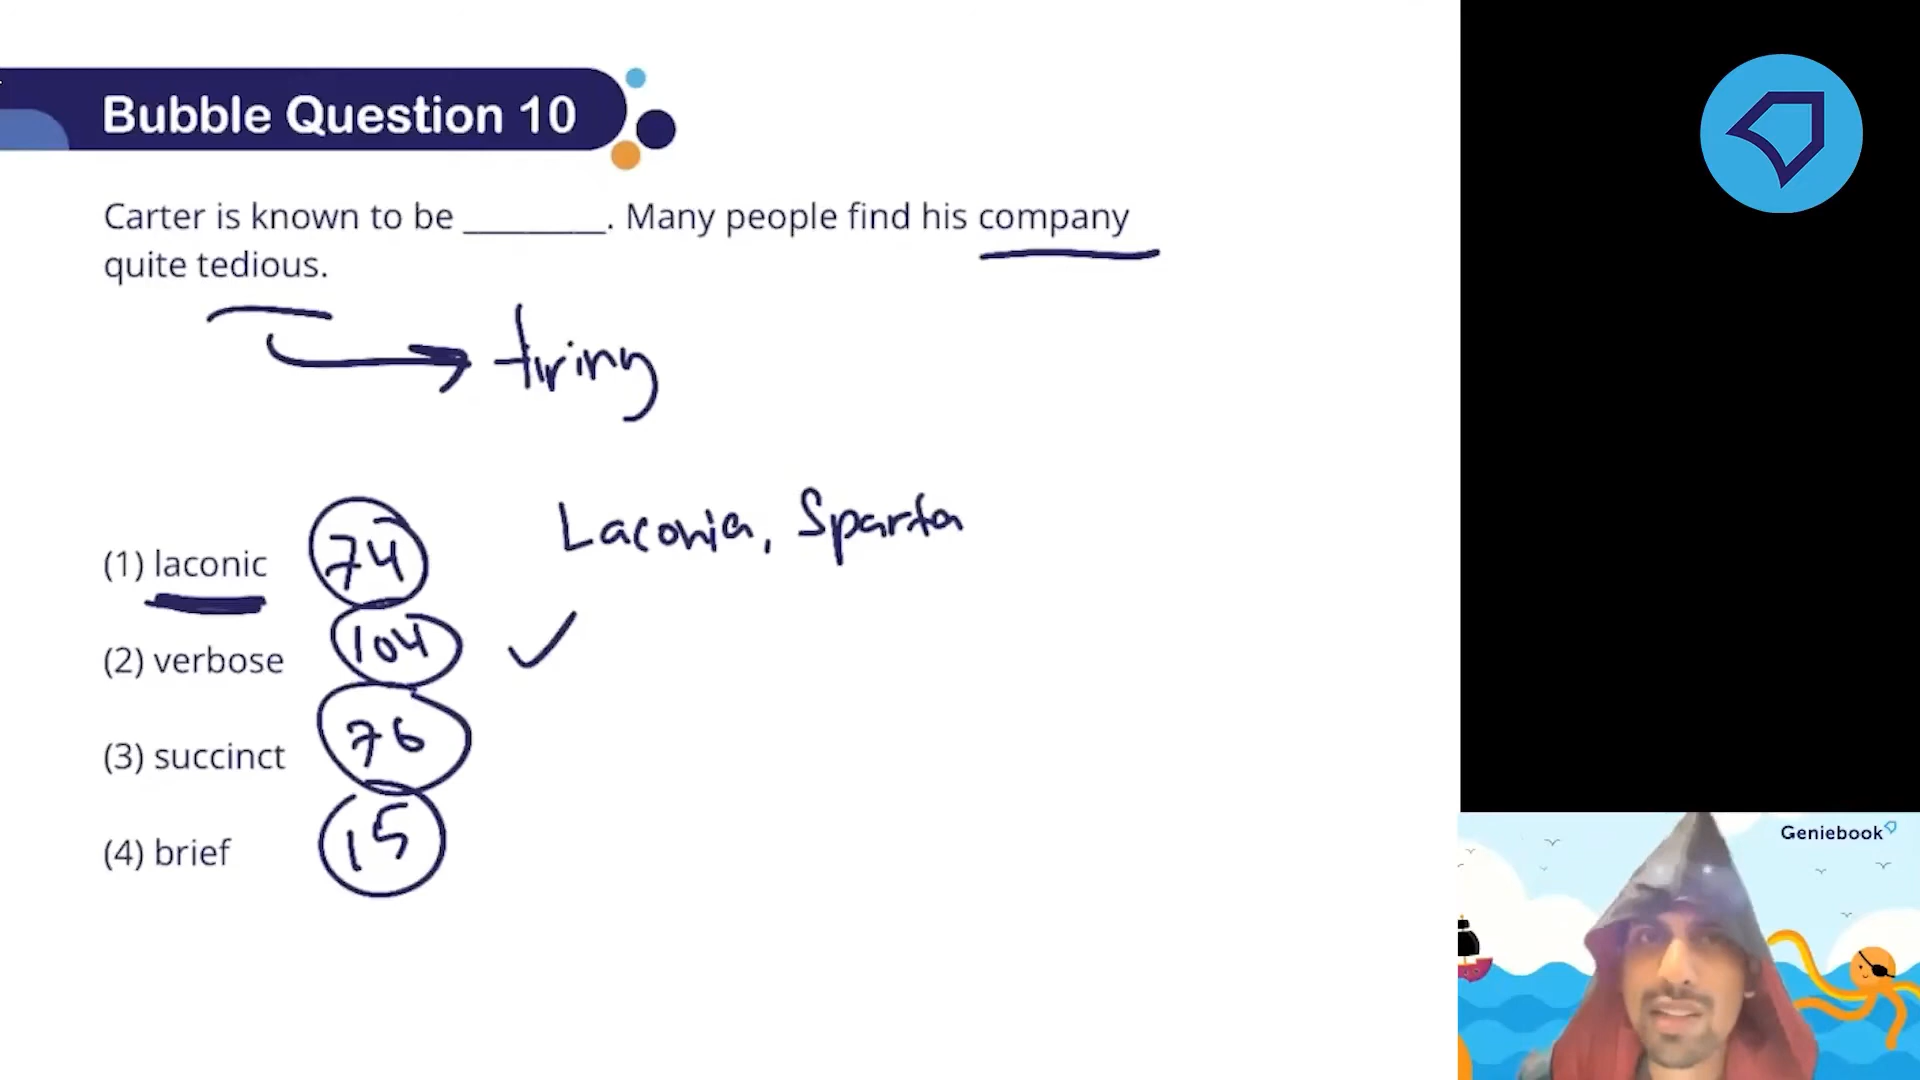 Bubble Question 10
Carter is known to be ________. Many people find his company
quite tedious.
tiring
Laconia, Sparta
(1) laconic 74
(2) verbose 104 ✓
(3) succinct 76
(4) brief 15
Geniebook